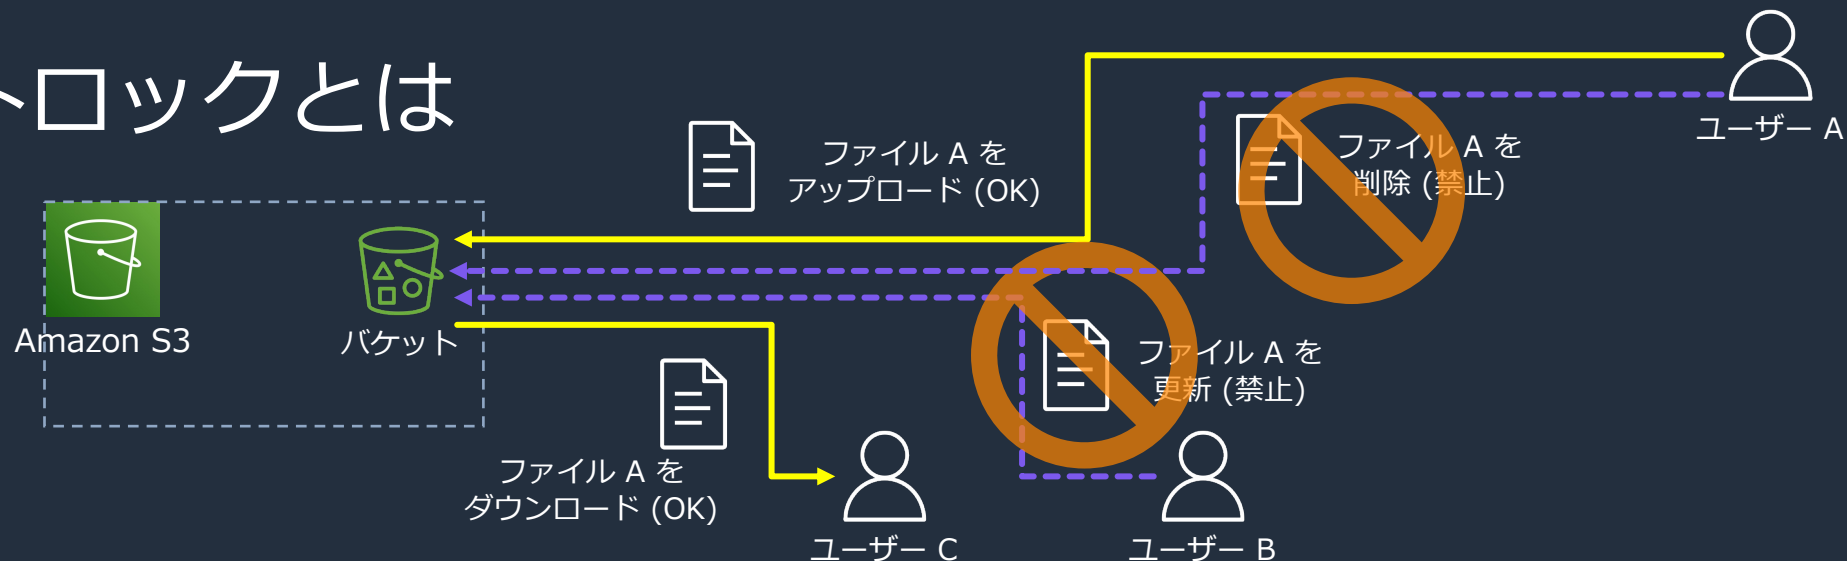 トロックとは
ユーザー A
ファイル A を
アップロード (OK)
ファイル A を
削除 (禁止)
Amazon S3
バケット
ファイル A を
更新 (禁止)
ファイル A を
ダウンロード (OK)
ユーザー C
ユーザー B